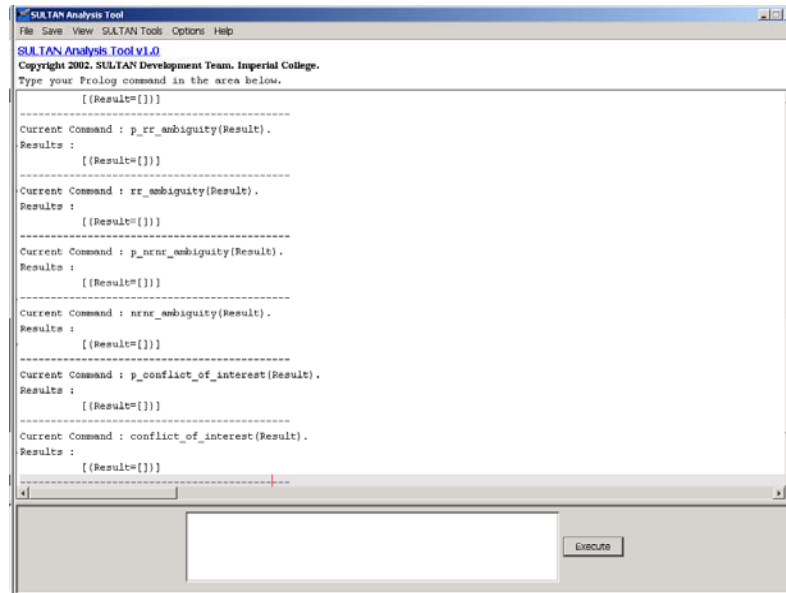 SULTAN Analysis Tool
File Save View SULTAN Tools Options Help
SULTAN Analysis Tool v1.0
Copyright 2002. SULTAN Development Team. Imperial College.
Type your Prolog command in the area below.
[(Result=[])]
--------------------------------------------
Current Command : p_rr_ambiguity(Result).
Results :
[(Result=[])]
--------------------------------------------
Current Command : rr_ambiguity(Result).
Results :
[(Result=[])]
--------------------------------------------
Current Command : p_nrnr_ambiguity(Result).
Results :
[(Result=[])]
--------------------------------------------
Current Command : nrnr_ambiguity(Result).
Results :
[(Result=[])]
--------------------------------------------
Current Command : p_conflict_of_interest(Result).
Results :
[(Result=[])]
--------------------------------------------
Current Command : conflict_of_interest(Result).
Results :
[(Result=[])]
--------------------------------------------
Execute